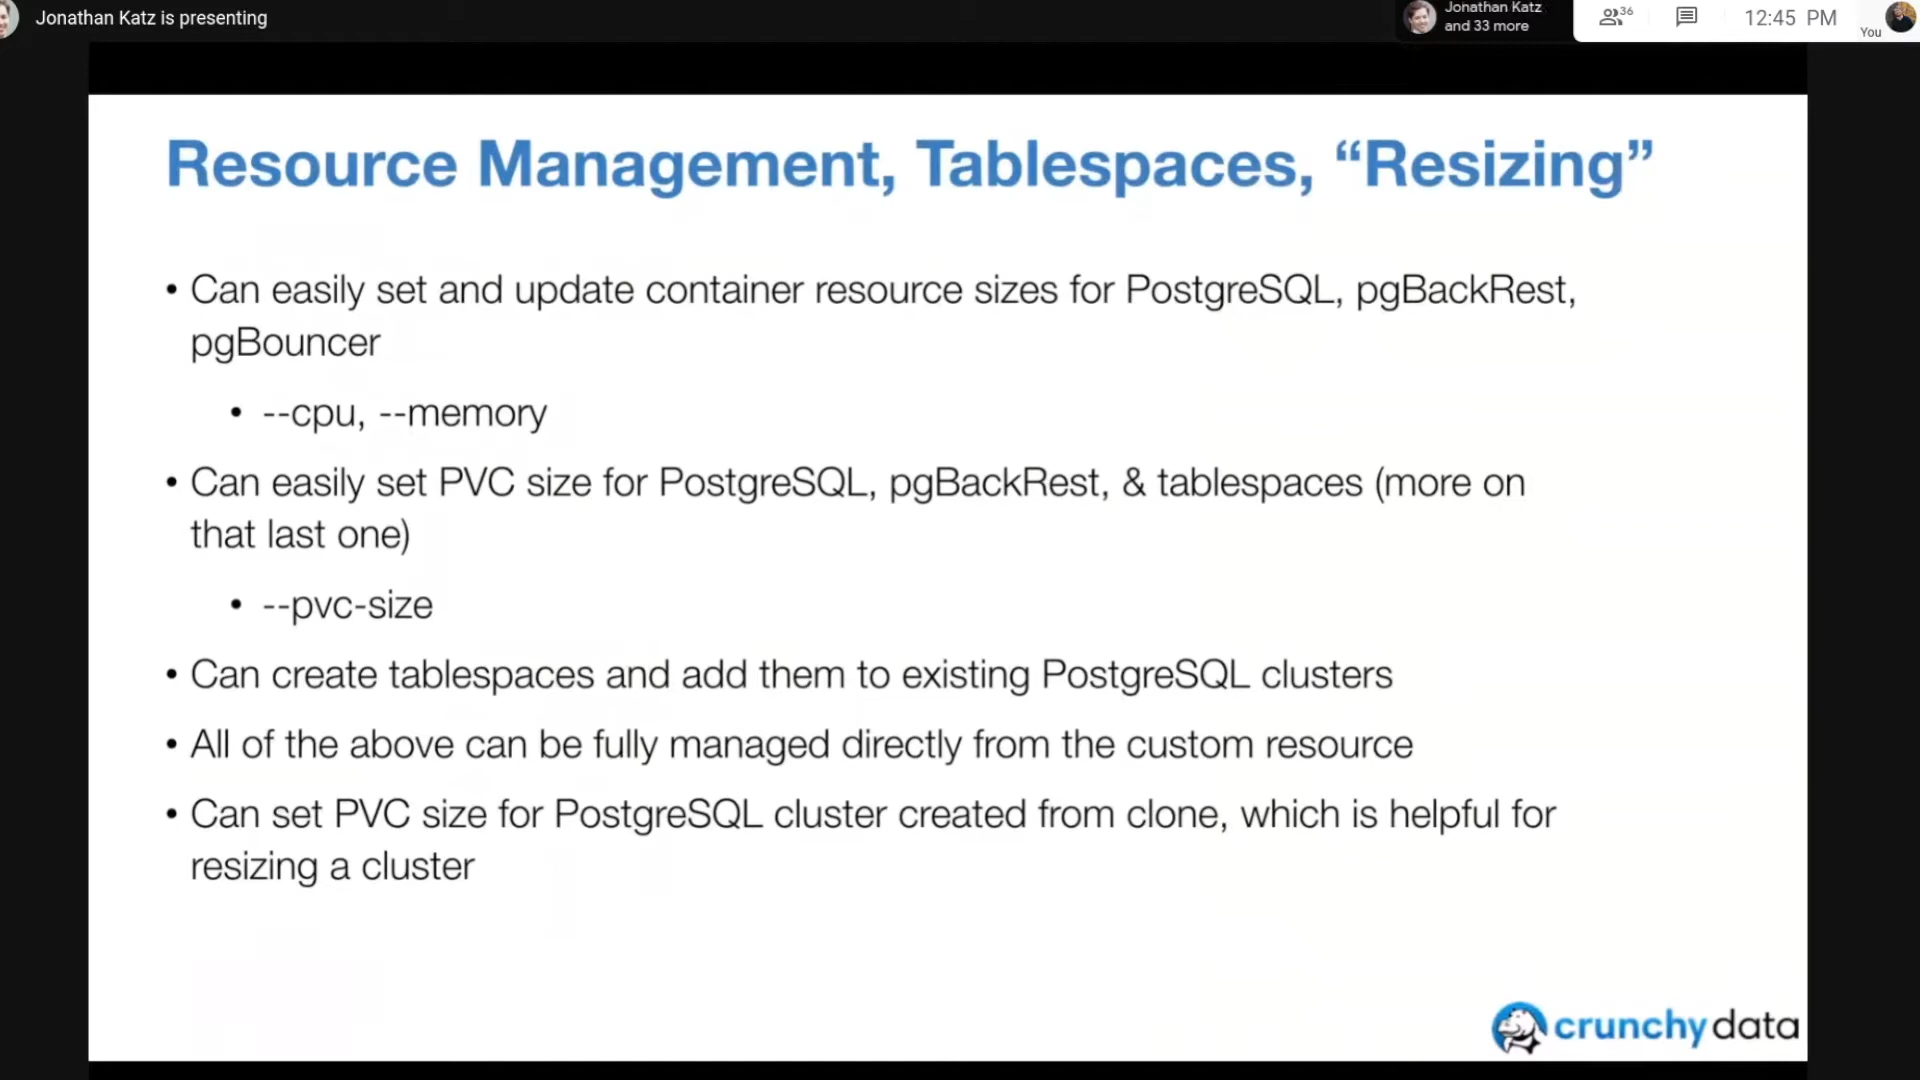 Jonathan Katz is presenting
Jonathan Katz
and 33 more
36
12:45 PM
You
Resource Management, Tablespaces, “Resizing”
• Can easily set and update container resource sizes for PostgreSQL, pgBackRest,
pgBouncer
• --cpu, --memory
• Can easily set PVC size for PostgreSQL, pgBackRest, & tablespaces (more on
that last one)
• --pvc-size
• Can create tablespaces and add them to existing PostgreSQL clusters
• All of the above can be fully managed directly from the custom resource
• Can set PVC size for PostgreSQL cluster created from clone, which is helpful for
resizing a cluster
crunchy data